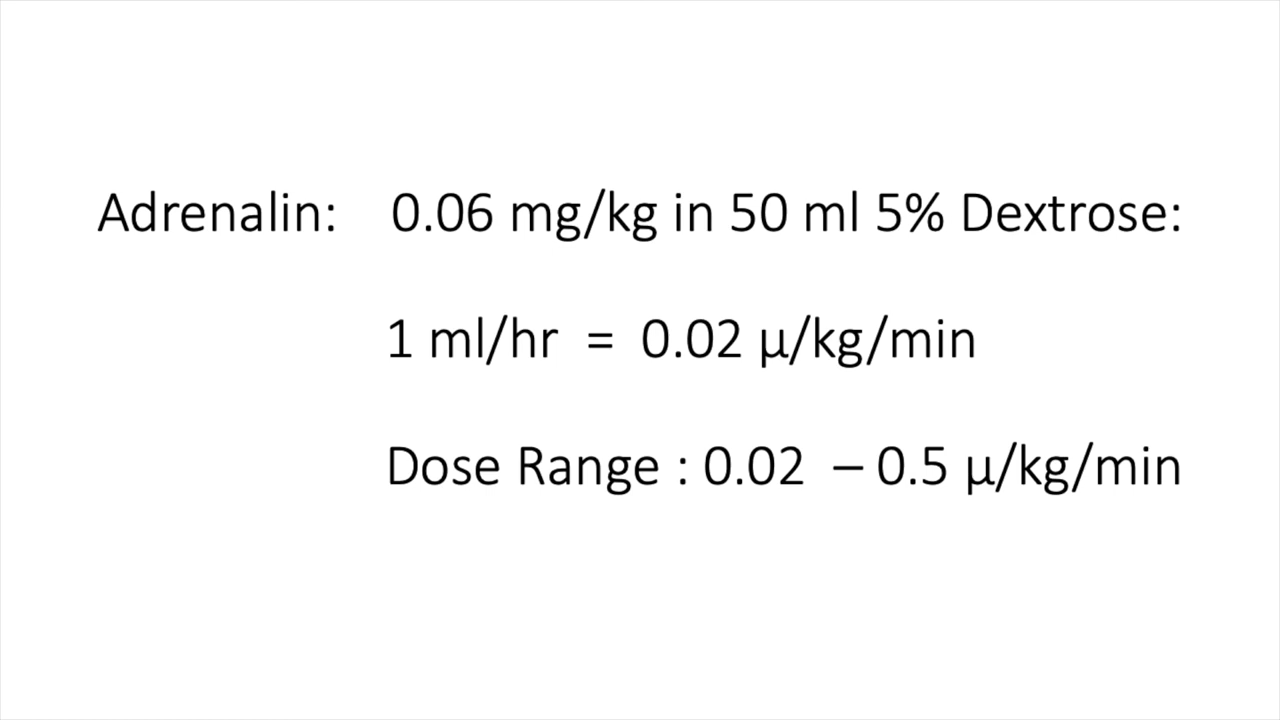 Adrenalin: 0.06 mg/kg in 50 ml 5% Dextrose:
1 ml/hr = 0.02 µ/kg/min
Dose Range : 0.02 – 0.5 µ/kg/min